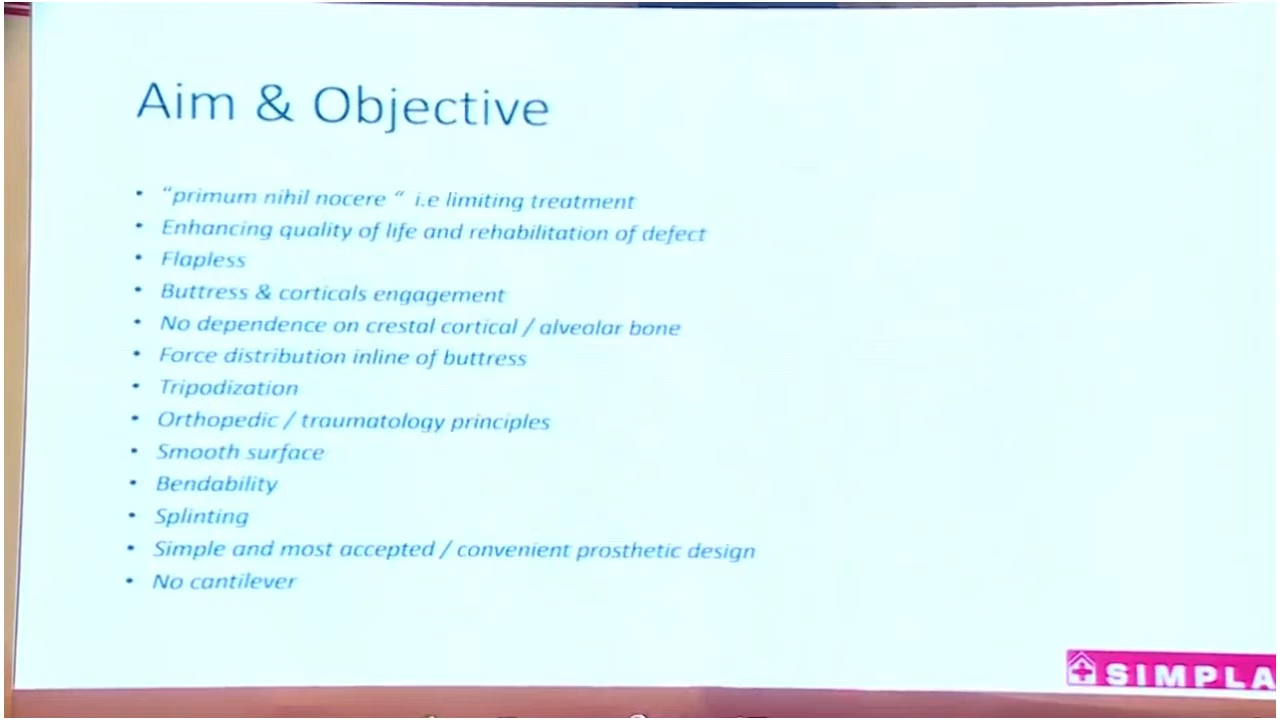 Aim & Objective
• “primum nihil nocere “ i.e limiting treatment
• Enhancing quality of life and rehabilitation of defect
• Flapless
• Buttress & corticals engagement
• No dependence on crestal cortical / alveolar bone
• Force distribution inline of buttress
• Tripodization
• Orthopedic / traumatology principles
• Smooth surface
• Bendability
• Splinting
• Simple and most accepted / convenient prosthetic design
• No cantilever
SIMPLA